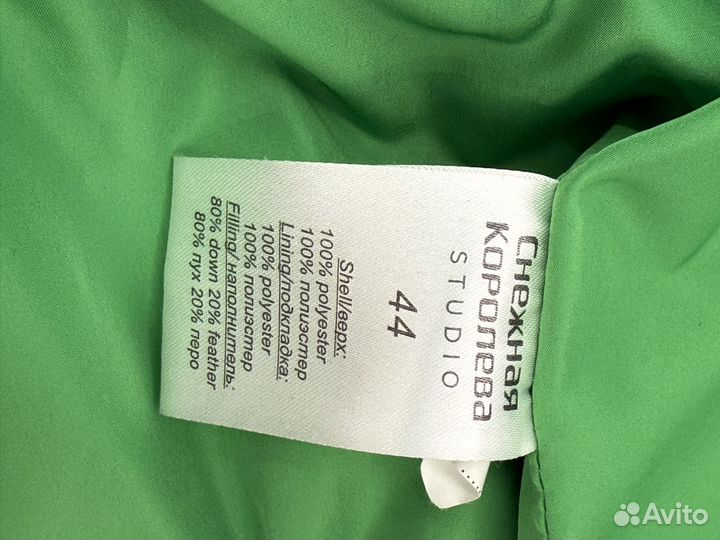 Снежная
Королева
STUDIO
44
Shell/верх:
100% polyester
100% полиэстер
Lining/подкладка:
100% polyester
100% полиэстер
Filling/ наполнитель:
80% down 20% feather
80% пух 20% перо
Avito